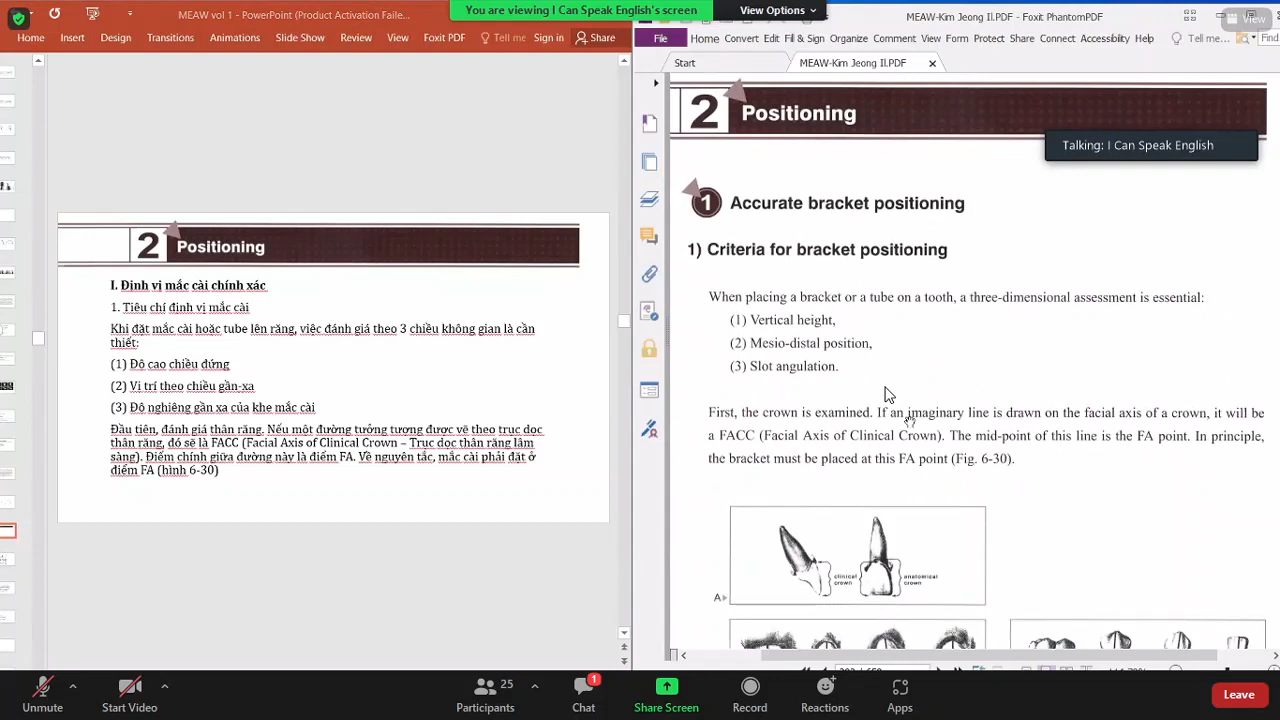 MEAW vol 1 - PowerPoint (Product Activation Faile...
You are viewing I Can Speak English's screen
View Options
MEAW-Kim Jeong Il.PDF - Foxit PhantomPDF
View
Home Insert Design Transitions Animations Slide Show Review View Foxit PDF Tell me Sign in Share
File Home Convert Edit Fill & Sign Organize Comment View Form Protect Share Connect Accessibility Help Tell me... Find
Start
MEAW-Kim Jeong Il.PDF
2 Positioning
Talking: I Can Speak English
1 Accurate bracket positioning
1) Criteria for bracket positioning
When placing a bracket or a tube on a tooth, a three-dimensional assessment is essential:
(1) Vertical height,
(2) Mesio-distal position,
(3) Slot angulation.
First, the crown is examined. If an imaginary line is drawn on the facial axis of a crown, it will be
a FACC (Facial Axis of Clinical Crown). The mid-point of this line is the FA point. In principle,
the bracket must be placed at this FA point (Fig. 6-30).
clinical
crown
anatomical
crown
A
2 Positioning
I. Định vị mắc cài chính xác
1. Tiêu chí định vị mắc cài
Khi đặt mắc cài hoặc tube lên răng, việc đánh giá theo 3 chiều không gian là cần
thiết:
(1) Độ cao chiều đứng
(2) Vị trí theo chiều gần-xa
(3) Độ nghiêng gần xa của khe mắc cài
Đầu tiên, đánh giá thân răng. Nếu một đường tưởng tượng được vẽ theo trục dọc
thân răng, đó sẽ là FACC (Facial Axis of Clinical Crown – Trục dọc thân răng lâm
sàng). Điểm chính giữa đường này là điểm FA. Về nguyên tắc, mắc cài phải đặt ở
điểm FA (hình 6-30)
Unmute
Start Video
25
Participants
1
Chat
Share Screen
Record
Reactions
Apps
Leave